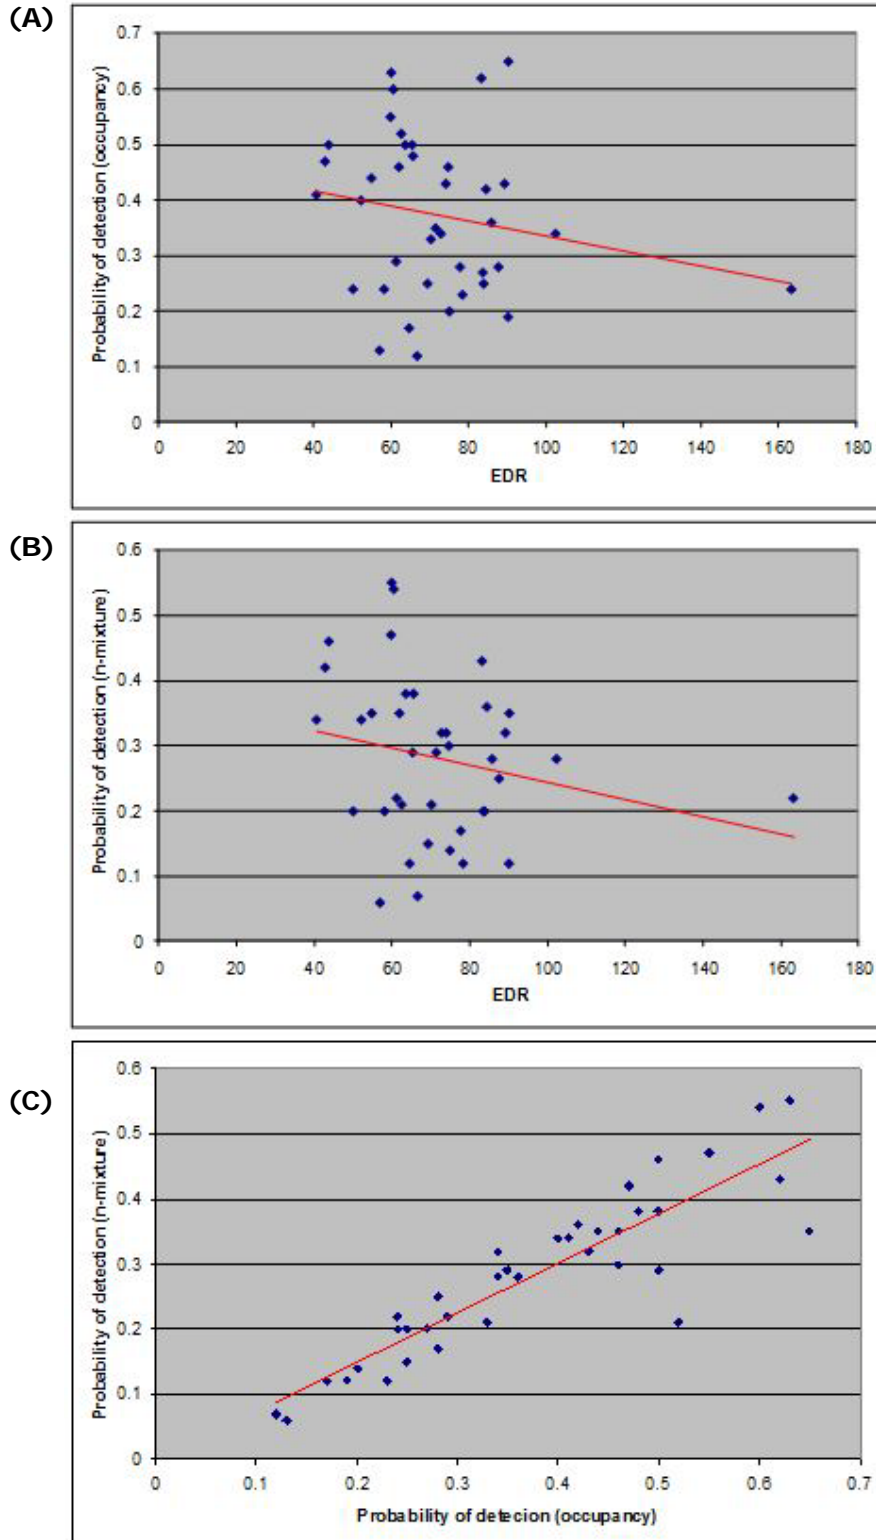 (A)
0.7
0.6
0.5
0.4
0.3
0.2
0.1
0
Probability of detection (occupancy)
0 20 40 60 80 100 120 140 160 180
EDR
(B)
0.6
0.5
0.4
0.3
0.2
0.1
0
Probability of detection (n-mixture)
0 20 40 60 80 100 120 140 160 180
EDR
(C)
0.6
0.5
0.4
0.3
0.2
0.1
0
Probability of detection (n-mixture)
0 0.1 0.2 0.3 0.4 0.5 0.6 0.7
Probability of detecion (occupancy)